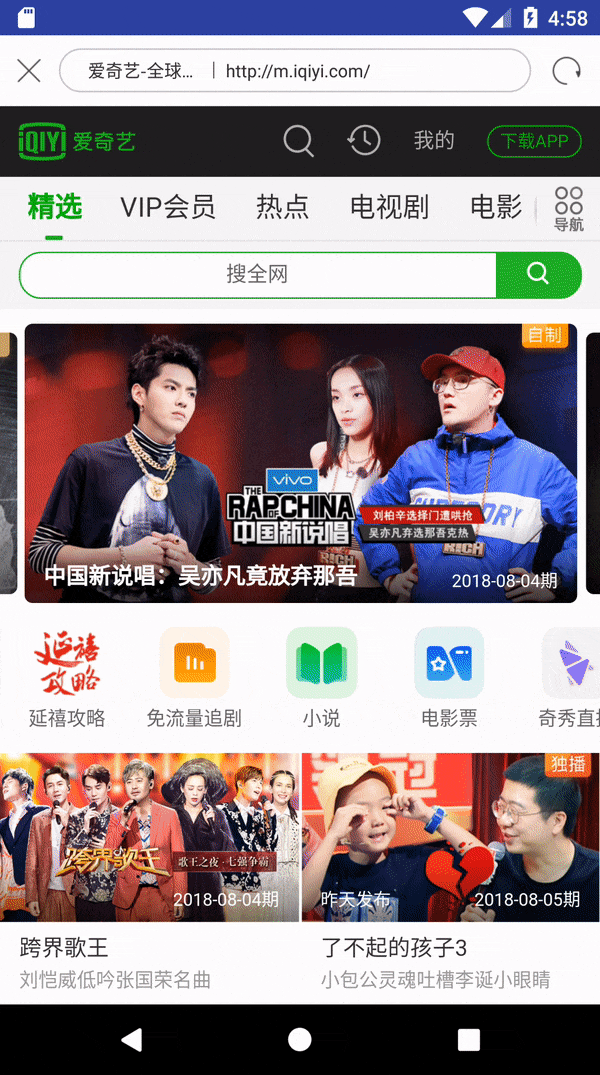 4:58
爱奇艺-全球... | http://m.iqiyi.com/
iQIYI 爱奇艺 我的 下载APP
精选 VIP会员 热点 电视剧 电影 导航
搜全网
自制
vivo
THE RAP OF CHINA
中国新说唱
刘柏辛选择门遭哄抢
吴亦凡弃选那吾克热
RICH
RICH
中国新说唱：吴亦凡竟放弃那吾
2018-08-04期
延禧攻略
延禧攻略 免流量追剧 小说 电影票 奇秀直播
独播
跨界歌王
歌王之夜·七强争霸
2018-08-04期
昨天发布 2018-08-05期
跨界歌王 了不起的孩子3
刘恺威低吟张国荣名曲 小包公灵魂吐槽李诞小眼睛